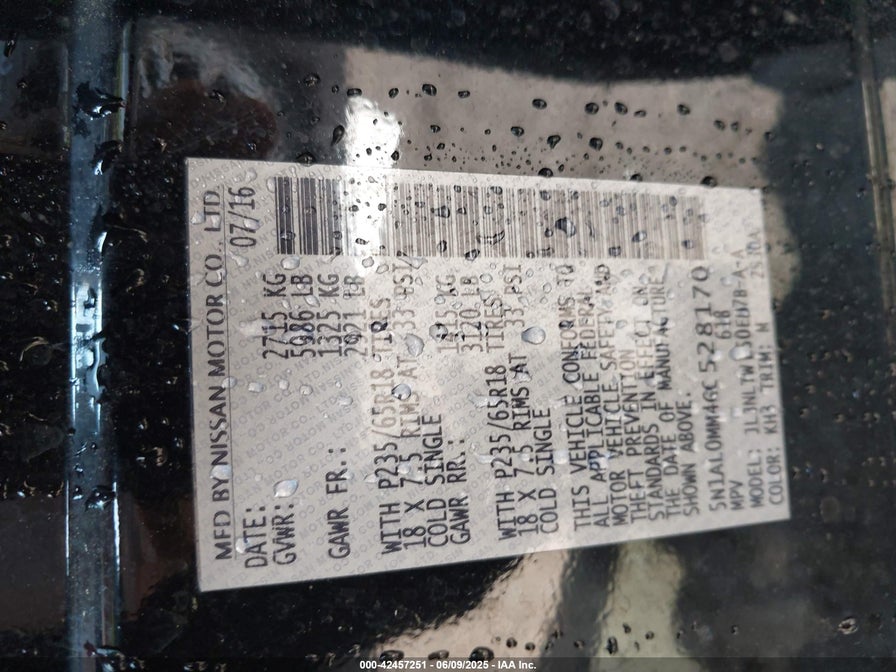 MFD BY NISSAN MOTOR CO., LTD.
DATE: 07/16
GVWR: 2715 KG
5986 LB
GAWR FR.: 1325 KG
2921 LB
WITH P235/65R18 TIRES
18 X 7.5 RIMS AT 33 PSI
COLD SINGLE
GAWR RR.: 1415 KG
3120 LB
WITH P235/65R18 TIRES
18 X 7.5 RIMS AT 33 PSI
COLD SINGLE
THIS VEHICLE CONFORMS TO
ALL APPLICABLE FEDERAL
MOTOR VEHICLE SAFETY AND
THEFT PREVENTION
STANDARDS IN EFFECT ON
THE DATE OF MANUFACTURE
SHOWN ABOVE.
5N1AL0MM4GC528170
MPV 618
MODEL:
COLOR: KH3 TRIM: M
000-42457251 - 06/09/2025 - IAA Inc.